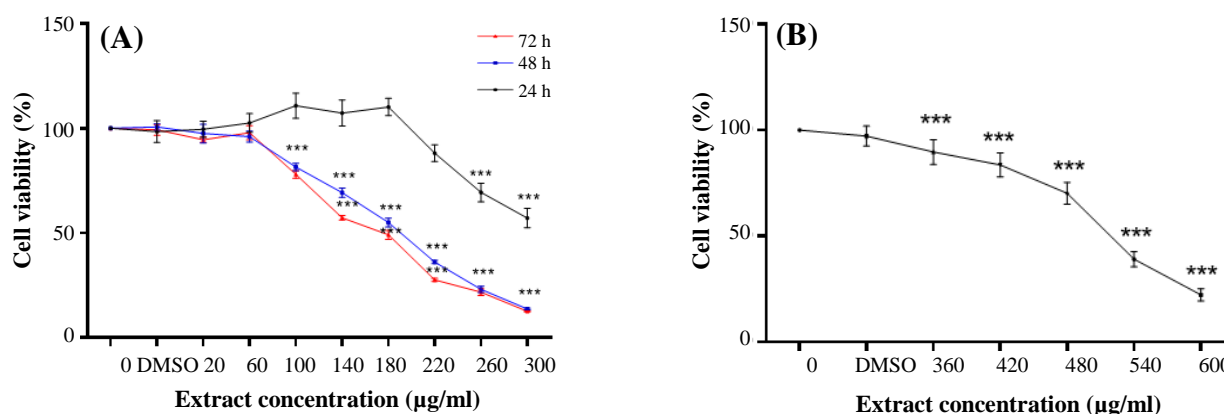 (A)
150
100
50
0
Cell viability (%)
72 h
48 h
24 h
***
***
***
***
***
***
***
***
***
***
***
0 DMSO 20 60 100 140 180 220 260 300
Extract concentration (µg/ml)
(B)
150
100
50
0
Cell viability (%)
***
***
***
***
***
0 DMSO 360 420 480 540 600
Extract concentration (µg/ml)